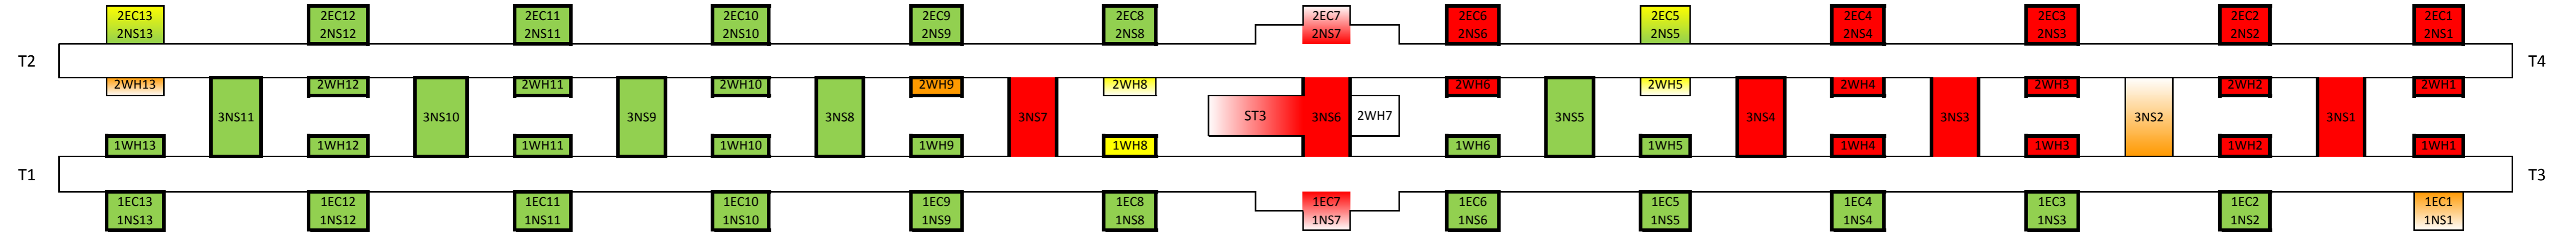 2EC13 2EC12 2EC11 2EC10 2EC9 2EC8 2EC7 2EC6 2EC5 2EC4 2EC3 2EC2 2EC1
2NS13 2NS12 2NS11 2NS10 2NS9 2NS8 2NS7 2NS6 2NS5 2NS4 2NS3 2NS2 2NS1
T2 T4
2WH13 2WH12 2WH11 2WH10 2WH9 2WH8 2WH6 2WH5 2WH4 2WH3 2WH2 2WH1
3NS11 3NS10 3NS9 3NS8 3NS7 ST3 3NS6 2WH7 3NS5 3NS4 3NS3 3NS2 3NS1
1WH13 1WH12 1WH11 1WH10 1WH9 1WH8 1WH6 1WH5 1WH4 1WH3 1WH2 1WH1
T1 T3
1EC13 1EC12 1EC11 1EC10 1EC9 1EC8 1EC7 1EC6 1EC5 1EC4 1EC3 1EC2 1EC1
1NS13 1NS12 1NS11 1NS10 1NS9 1NS8 1NS7 1NS6 1NS5 1NS4 1NS3 1NS2 1NS1